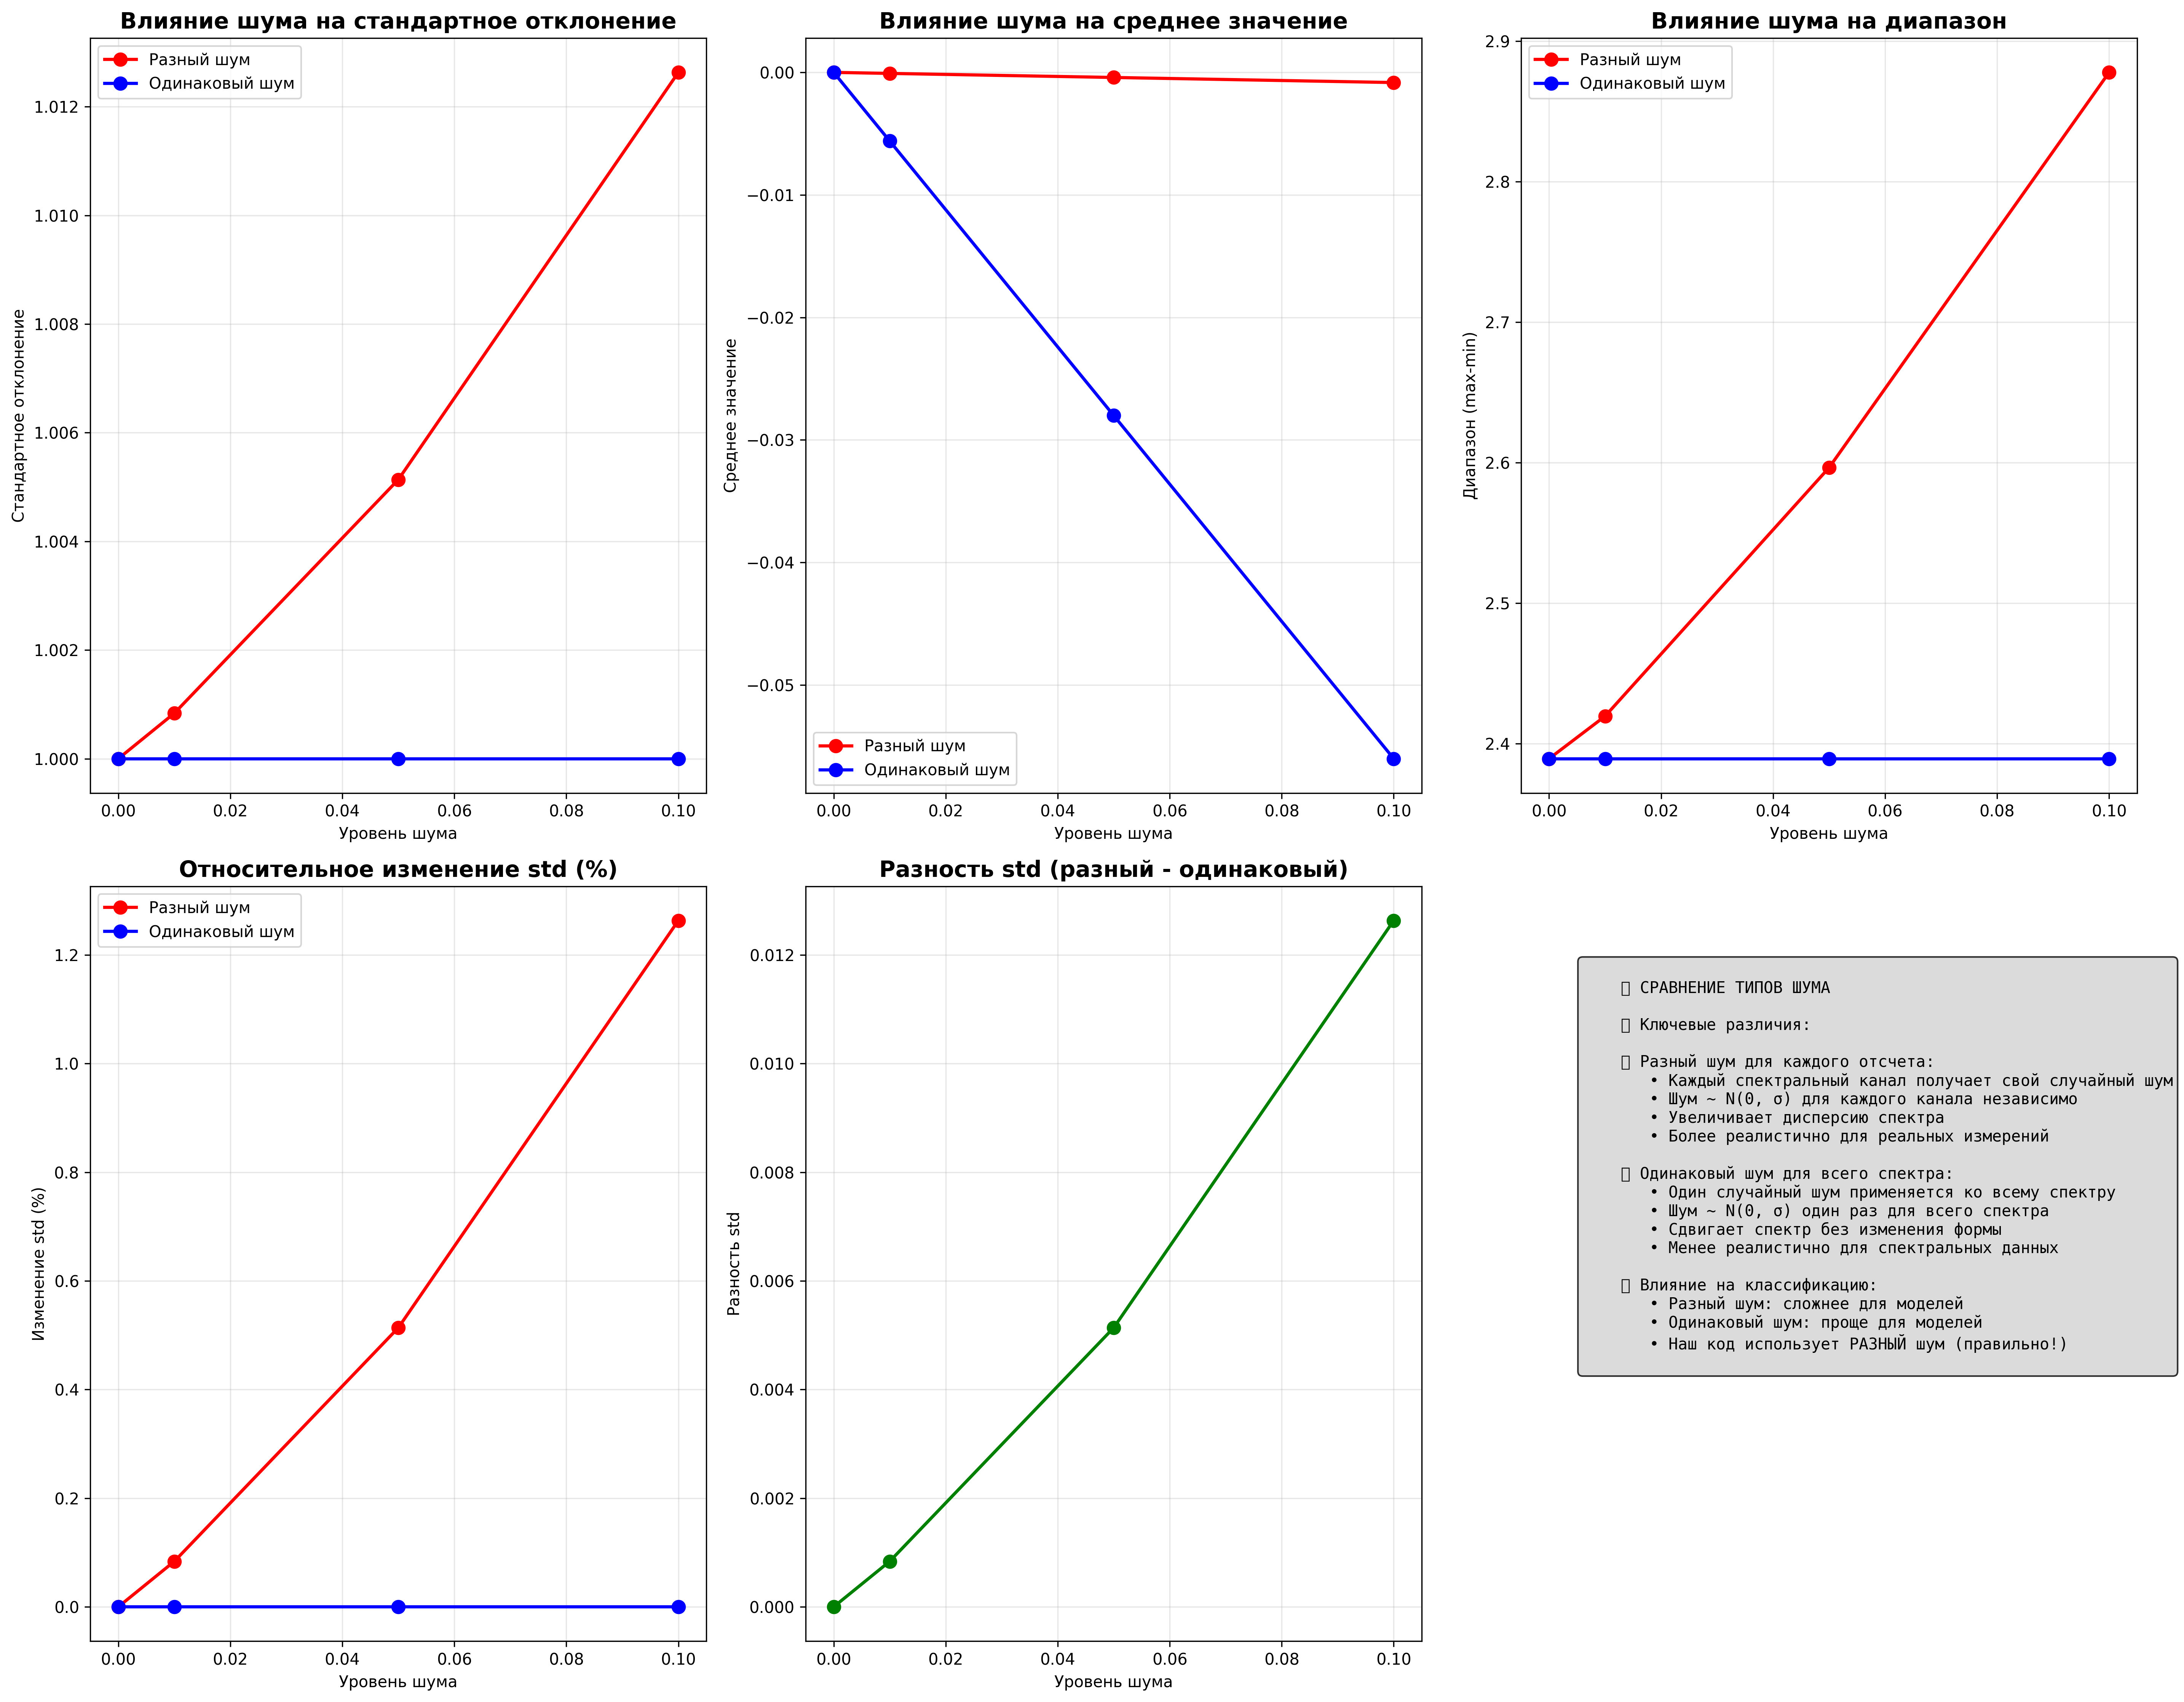 Влияние шума на стандартное отклонение
Разный шум
Одинаковый шум
1.012
1.010
1.008
1.006
1.004
1.002
1.000
Стандартное отклонение
0.00 0.02 0.04 0.06 0.08 0.10
Уровень шума
Влияние шума на среднее значение
0.00
−0.01
−0.02
−0.03
−0.04
−0.05
Среднее значение
Разный шум
Одинаковый шум
0.00 0.02 0.04 0.06 0.08 0.10
Уровень шума
Влияние шума на диапазон
Разный шум
Одинаковый шум
2.9
2.8
2.7
2.6
2.5
2.4
Диапазон (max-min)
0.00 0.02 0.04 0.06 0.08 0.10
Уровень шума
Относительное изменение std (%)
Разный шум
Одинаковый шум
1.2
1.0
0.8
0.6
0.4
0.2
0.0
Изменение std (%)
0.00 0.02 0.04 0.06 0.08 0.10
Уровень шума
Разность std (разный - одинаковый)
0.012
0.010
0.008
0.006
0.004
0.002
0.000
Разность std
0.00 0.02 0.04 0.06 0.08 0.10
Уровень шума
СРАВНЕНИЕ ТИПОВ ШУМА
Ключевые различия:
Разный шум для каждого отсчета:
• Каждый спектральный канал получает свой случайный шум
• Шум ~ N(0, σ) для каждого канала независимо
• Увеличивает дисперсию спектра
• Более реалистично для реальных измерений
Одинаковый шум для всего спектра:
• Один случайный шум применяется ко всему спектру
• Шум ~ N(0, σ) один раз для всего спектра
• Сдвигает спектр без изменения формы
• Менее реалистично для спектральных данных
Влияние на классификацию:
• Разный шум: сложнее для моделей
• Одинаковый шум: проще для моделей
• Наш код использует РАЗНЫЙ шум (правильно!)